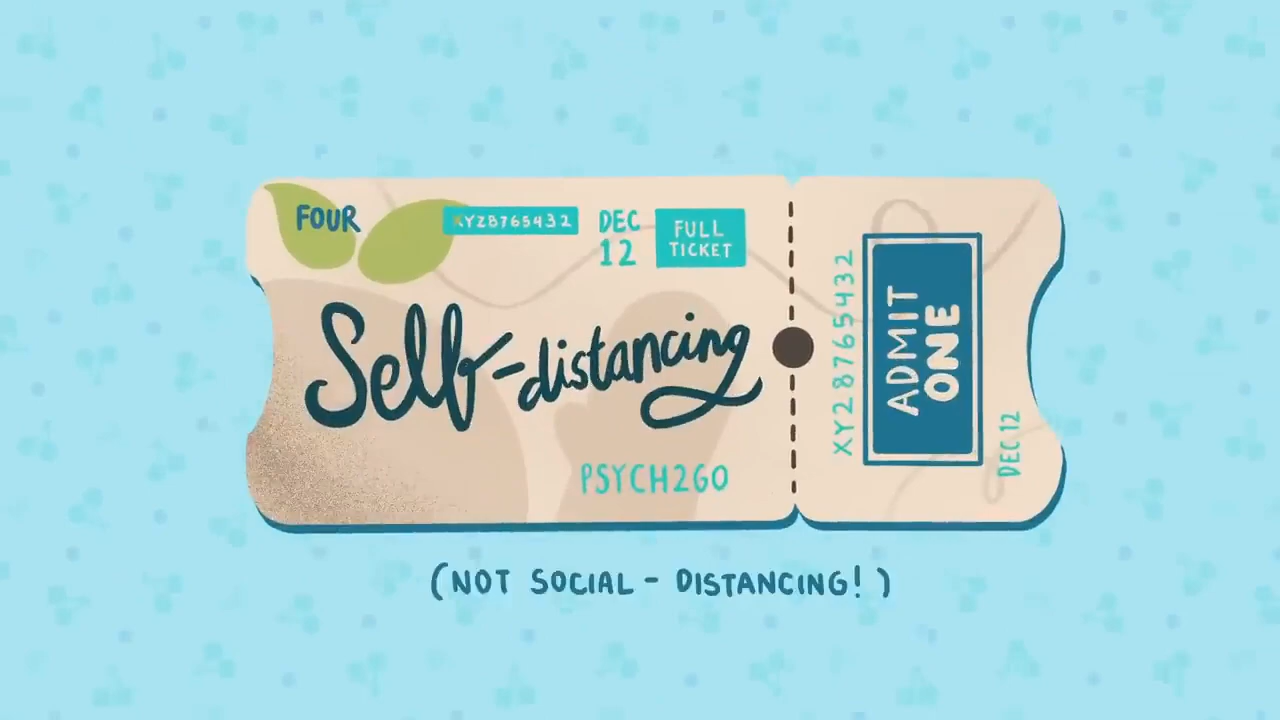 FOUR
XYZ8765432
DEC
12
FULL
TICKET
Self-distancing
PSYCH2GO
XY28765432
ADMIT
ONE
DEC 12
(NOT SOCIAL - DISTANCING! )